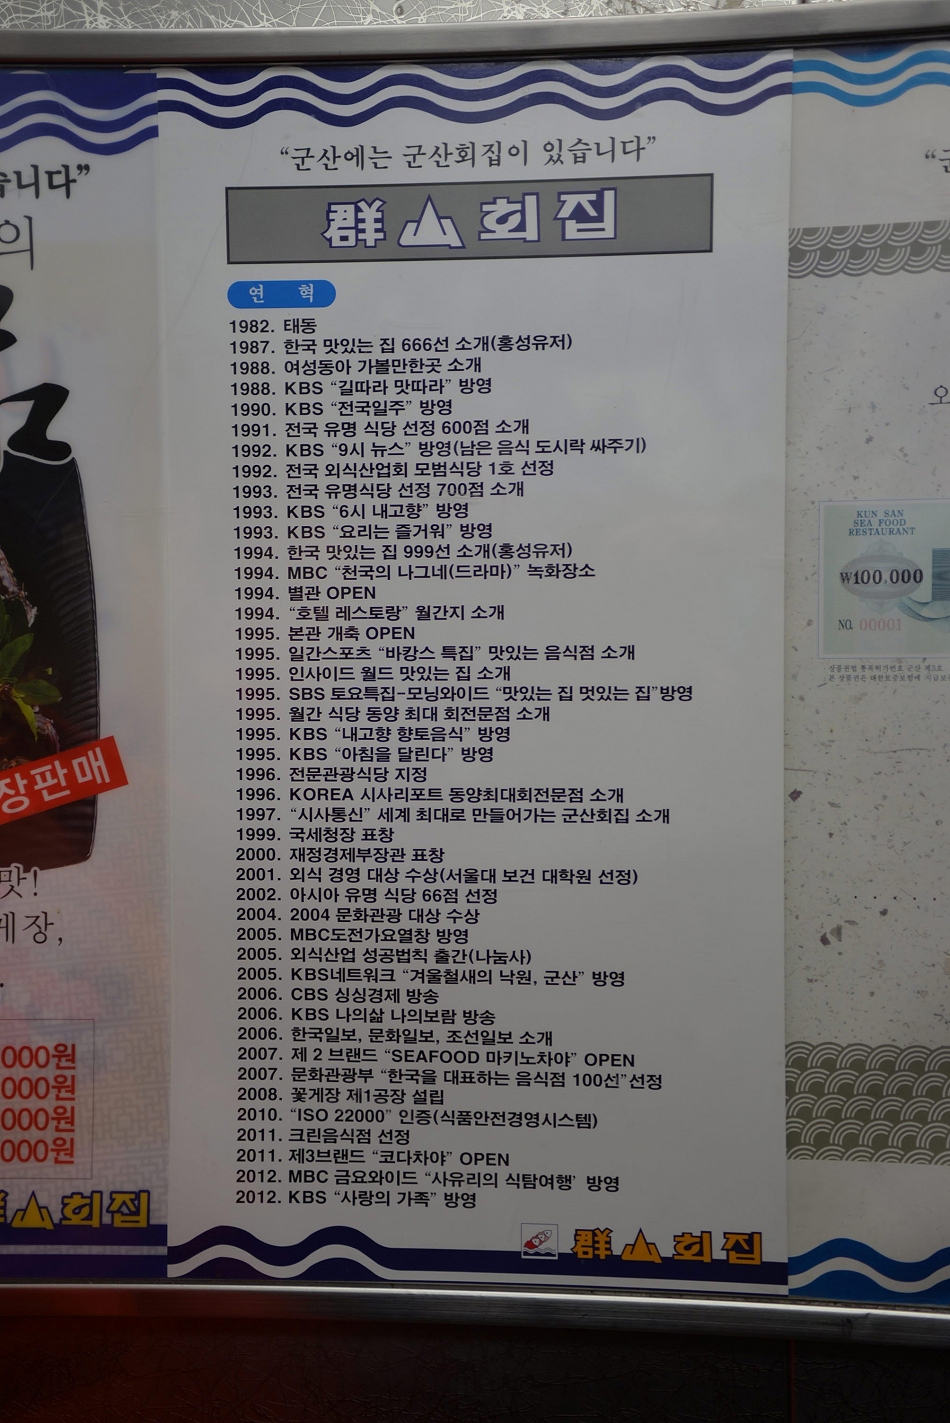 습니다”
의
장판매
맛!
게장,
000원
000원
000원
000원
群山회집
“군산에는 군산회집이 있습니다”
群山회집
연 혁
1982. 태동
1987. 한국 맛있는 집 666선 소개(홍성유저)
1988. 여성동아 가볼만한곳 소개
1988. KBS “길따라 맛따라” 방영
1990. KBS “전국일주” 방영
1991. 전국 유명 식당 선정 600점 소개
1992. KBS “9시 뉴스” 방영(남은 음식 도시락 싸주기)
1992. 전국 외식산업회 모범식당 1호 선정
1993. 전국 유명식당 선정 700점 소개
1993. KBS “6시 내고향” 방영
1993. KBS “요리는 즐거워” 방영
1994. 한국 맛있는 집 999선 소개(홍성유저)
1994. MBC “천국의 나그네(드라마)” 녹화장소
1994. 별관 OPEN
1994. “호텔 레스토랑” 월간지 소개
1995. 본관 개축 OPEN
1995. 일간스포츠 “바캉스 특집” 맛있는 음식점 소개
1995. 인사이드 월드 맛있는 집 소개
1995. SBS 토요특집-모닝와이드 “맛있는 집 멋있는 집”방영
1995. 월간 식당 동양 최대 회전문점 소개
1995. KBS “내고향 향토음식” 방영
1995. KBS “아침을 달린다” 방영
1996. 전문관광식당 지정
1996. KOREA 시사리포트 동양최대회전문점 소개
1997. “시사통신” 세계 최대로 만들어가는 군산회집 소개
1999. 국세청장 표창
2000. 재정경제부장관 표창
2001. 외식 경영 대상 수상(서울대 보건 대학원 선정)
2002. 아시아 유명 식당 66점 선정
2004. 2004 문화관광 대상 수상
2005. MBC도전가요열창 방영
2005. 외식산업 성공법칙 출간(나눔사)
2005. KBS네트워크 “겨울철새의 낙원, 군산” 방영
2006. CBS 싱싱경제 방송
2006. KBS 나의삶 나의보람 방송
2006. 한국일보, 문화일보, 조선일보 소개
2007. 제 2 브랜드 “SEAFOOD 마키노차야” OPEN
2007. 문화관광부 “한국을 대표하는 음식점 100선”선정
2008. 꽃게장 제1공장 설립
2010. “ISO 22000” 인증(식품안전경영시스템)
2011. 크린음식점 선정
2011. 제3브랜드 “코다차야” OPEN
2012. MBC 금요와이드 “사유리의 식탐여행’ 방영
2012. KBS “사랑의 가족” 방영
群山회집
오
KUN SAN
SEA FOOD
RESTAURANT
₩100,000
NO. 00001